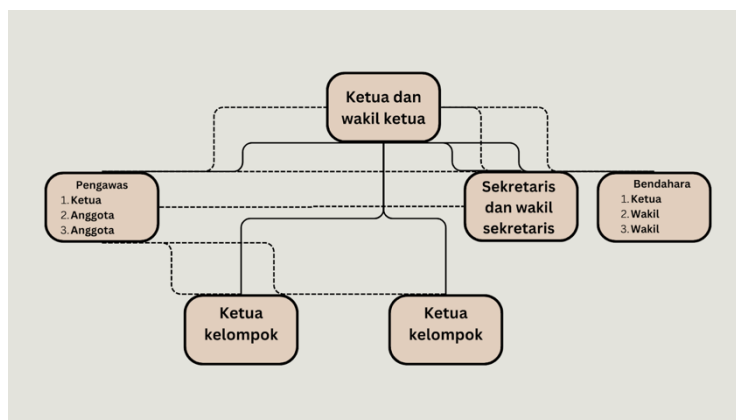 Ketua dan
wakil ketua
Pengawas
1. Ketua
2. Anggota
3. Anggota
Sekretaris
dan wakil
sekretaris
Bendahara
1. Ketua
2. Wakil
3. Wakil
Ketua
kelompok
Ketua
kelompok